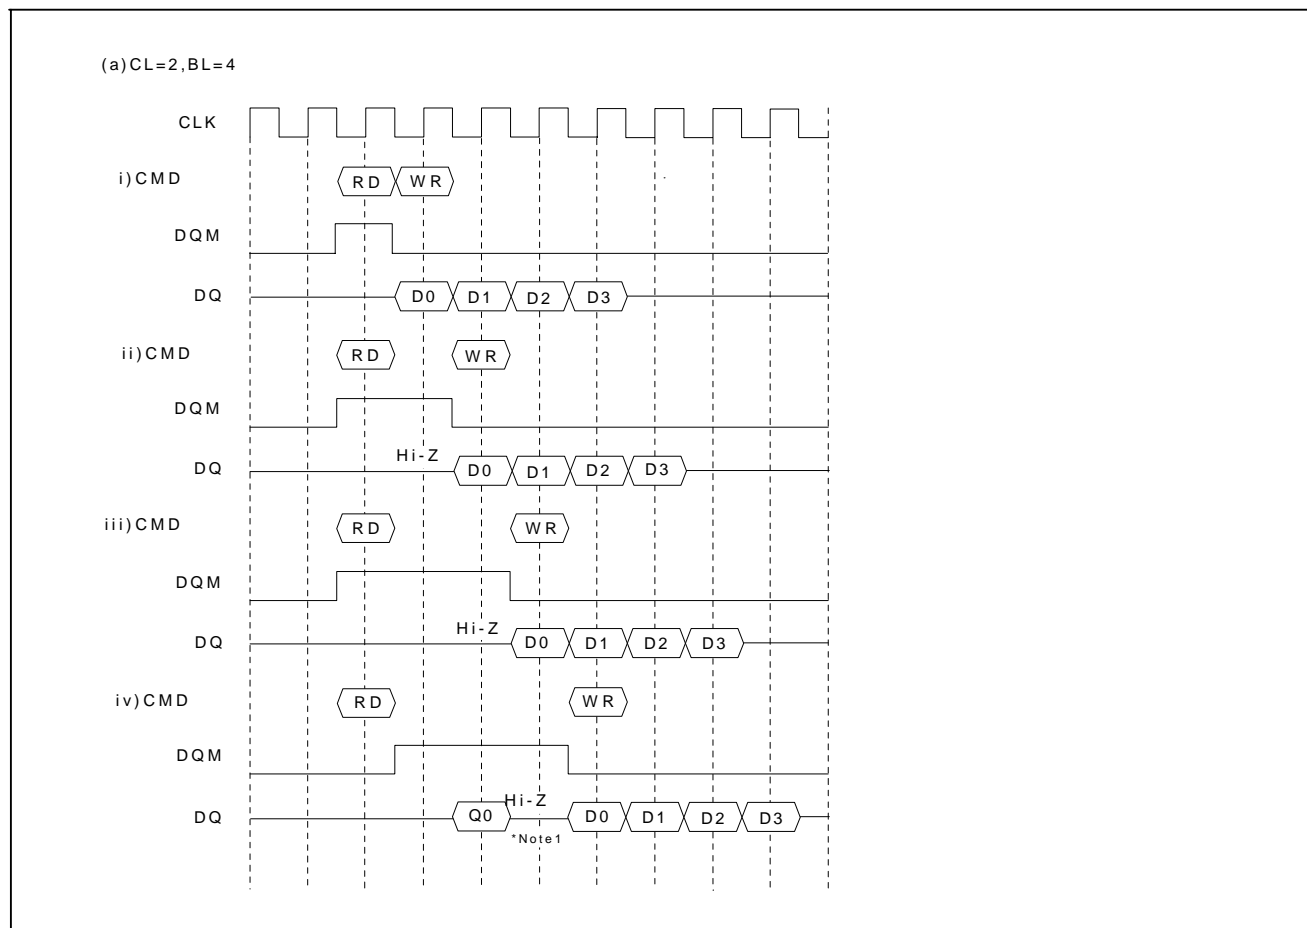 (a)CL=2,BL=4
CLK
i)CMD RD WR
DQM
DQ D0 D1 D2 D3
ii)CMD RD WR
DQM
Hi-Z
DQ D0 D1 D2 D3
iii)CMD RD WR
DQM
Hi-Z
DQ D0 D1 D2 D3
iv)CMD RD WR
DQM
Hi-Z
DQ Q0 D0 D1 D2 D3
*Note1